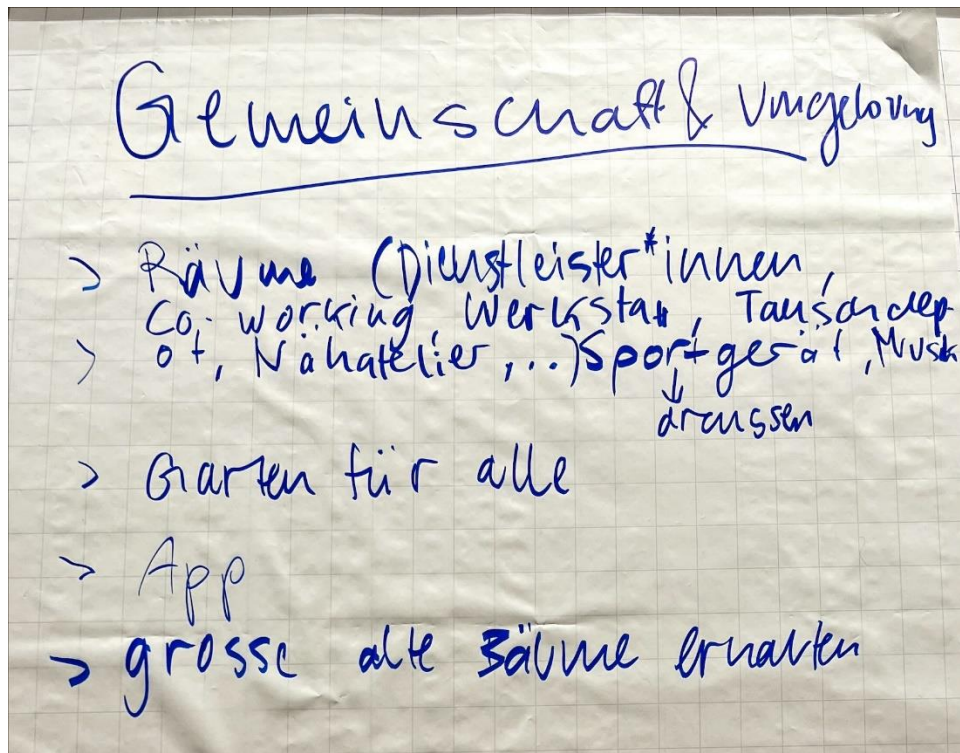 Gemeinschaft & Umgebung
> Räume (Dienstleister*innen,
Co-working, Werkstatt, Tauschdep-
> ot, Nähatelier, ...) Sportgerät, Musik
↓
draussen
> Garten für alle
> App
> grosse alte Bäume erhalten